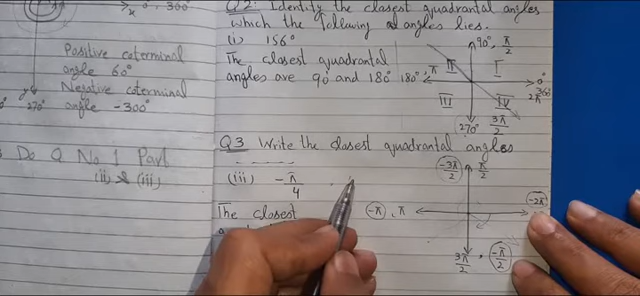 x 0°, 360°
Positive coterminal
angle 60°
Negative coterminal
angle -300°
270°
Do Q No 1 Part
(ii) & (iii)
Q2: Identify the closest quadrantal angles
which the following angles lies.
(i) 156°
The closest quadrantal
angles are 90° and 180°
90°, π/2
180°, π
II I
III IV
0°
360°
2π
270° 3π/2
Q3 Write the closest quadrantal angles
(iii) -π/4
The closest
-3π/2 π/2
-π, π
-2π
3π/2, -π/2